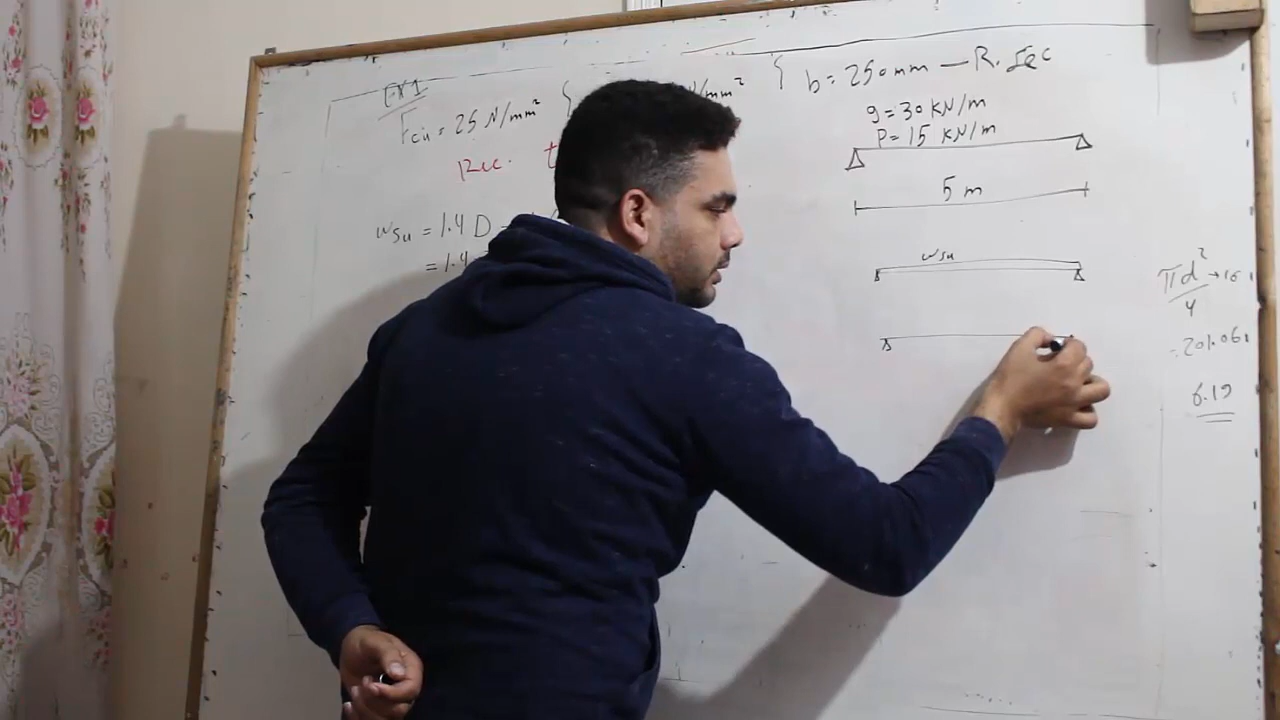 EX1
Fcu = 25 N/mm²
N/mm²
b = 250 mm — R. Sec
g = 30 KN/m
P = 15 KN/m
Rec. t
5 m
wsu = 1.4 D
= 1.4
wsu
πd²/4 → 16
201.061
6.19